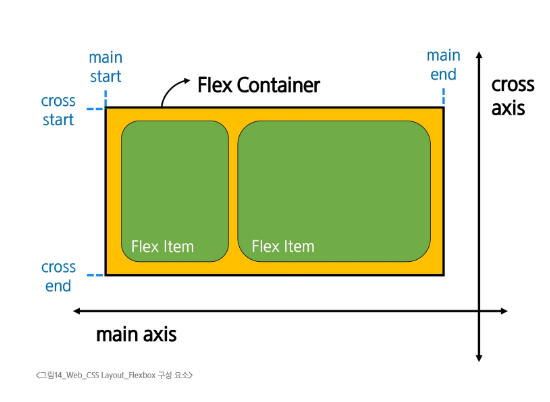 main
start
main
end
Flex Container
cross
axis
cross
start
Flex Item
Flex Item
cross
end
main axis
<그림14_Web_CSS Layout_Flexbox 구성 요소>